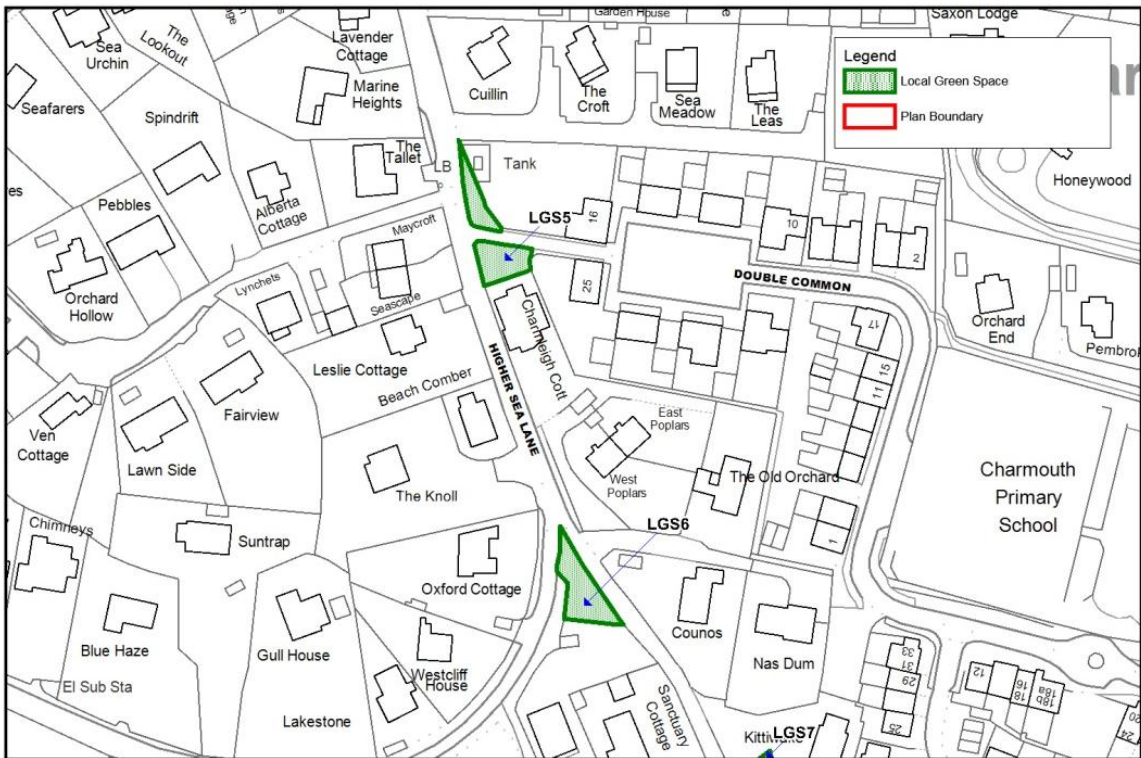 Garden House
Saxon Lodge
Sea
Urchin
The
Lookout
Lavender
Cottage
Legend
Local Green Space
Plan Boundary
Seafarers
Spindrift
Marine
Heights
Cuillin
The
Croft
Sea
Meadow
The
Leas
The
Tallet
LB
Tank
Honeywood
es
Pebbles
Alberta
Cottage
Maycroft
LGS5
16
10
2
DOUBLE COMMON
Orchard
Hollow
Lynchets
Seascape
25
17
Orchard
End
Pembrok
Charmleigh Cott
HIGHER SEA LANE
Leslie Cottage
Beach Comber
15
11
Fairview
Ven
Cottage
Lawn Side
East
Poplars
West
Poplars
The Old Orchard
The Knoll
Charmouth
Primary
School
LGS6
Chimneys
Suntrap
1
Oxford Cottage
Counos
Blue Haze
Gull House
Nas Dum
Westcliff
House
33
31
29
25
12
16
18
18b
18a
20
24
El Sub Sta
Lakestone
Sanctuary
Cottage
Kittiwake
LGS7